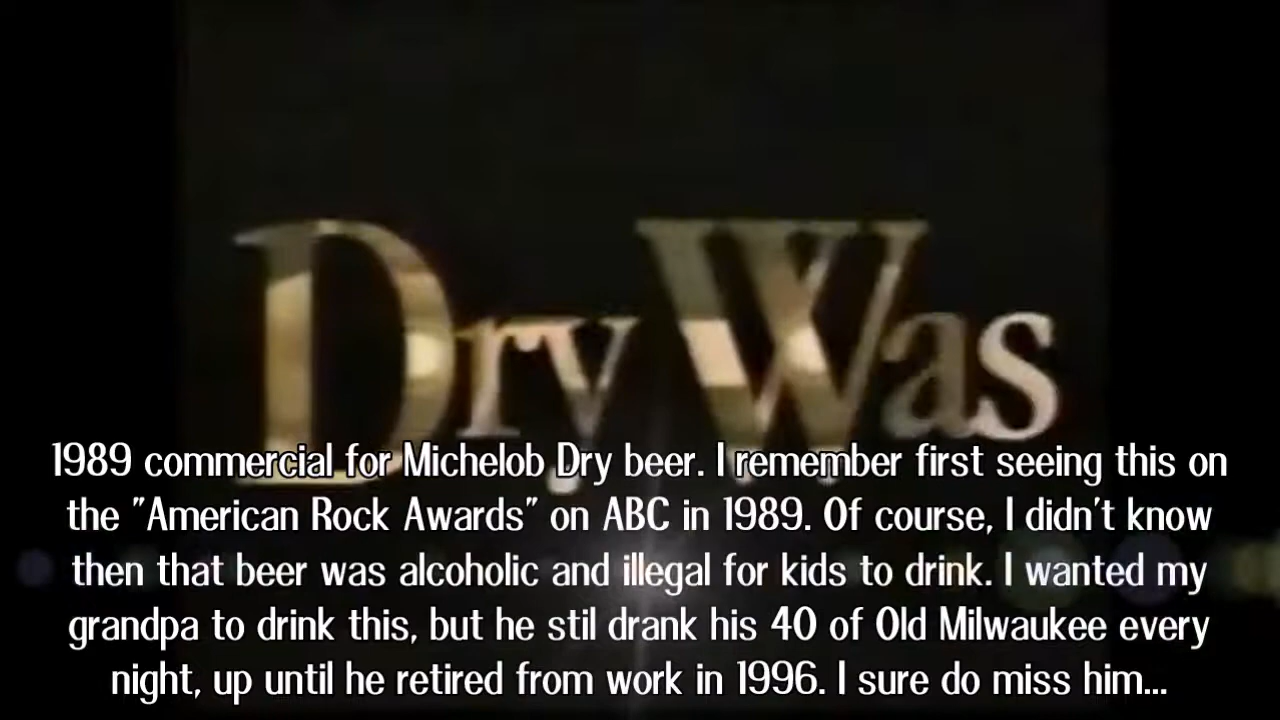 Dry Was
1989 commercial for Michelob Dry beer. I remember first seeing this on
the "American Rock Awards" on ABC in 1989. Of course, I didn't know
then that beer was alcoholic and illegal for kids to drink. I wanted my
grandpa to drink this, but he stil drank his 40 of Old Milwaukee every
night, up until he retired from work in 1996. I sure do miss him...